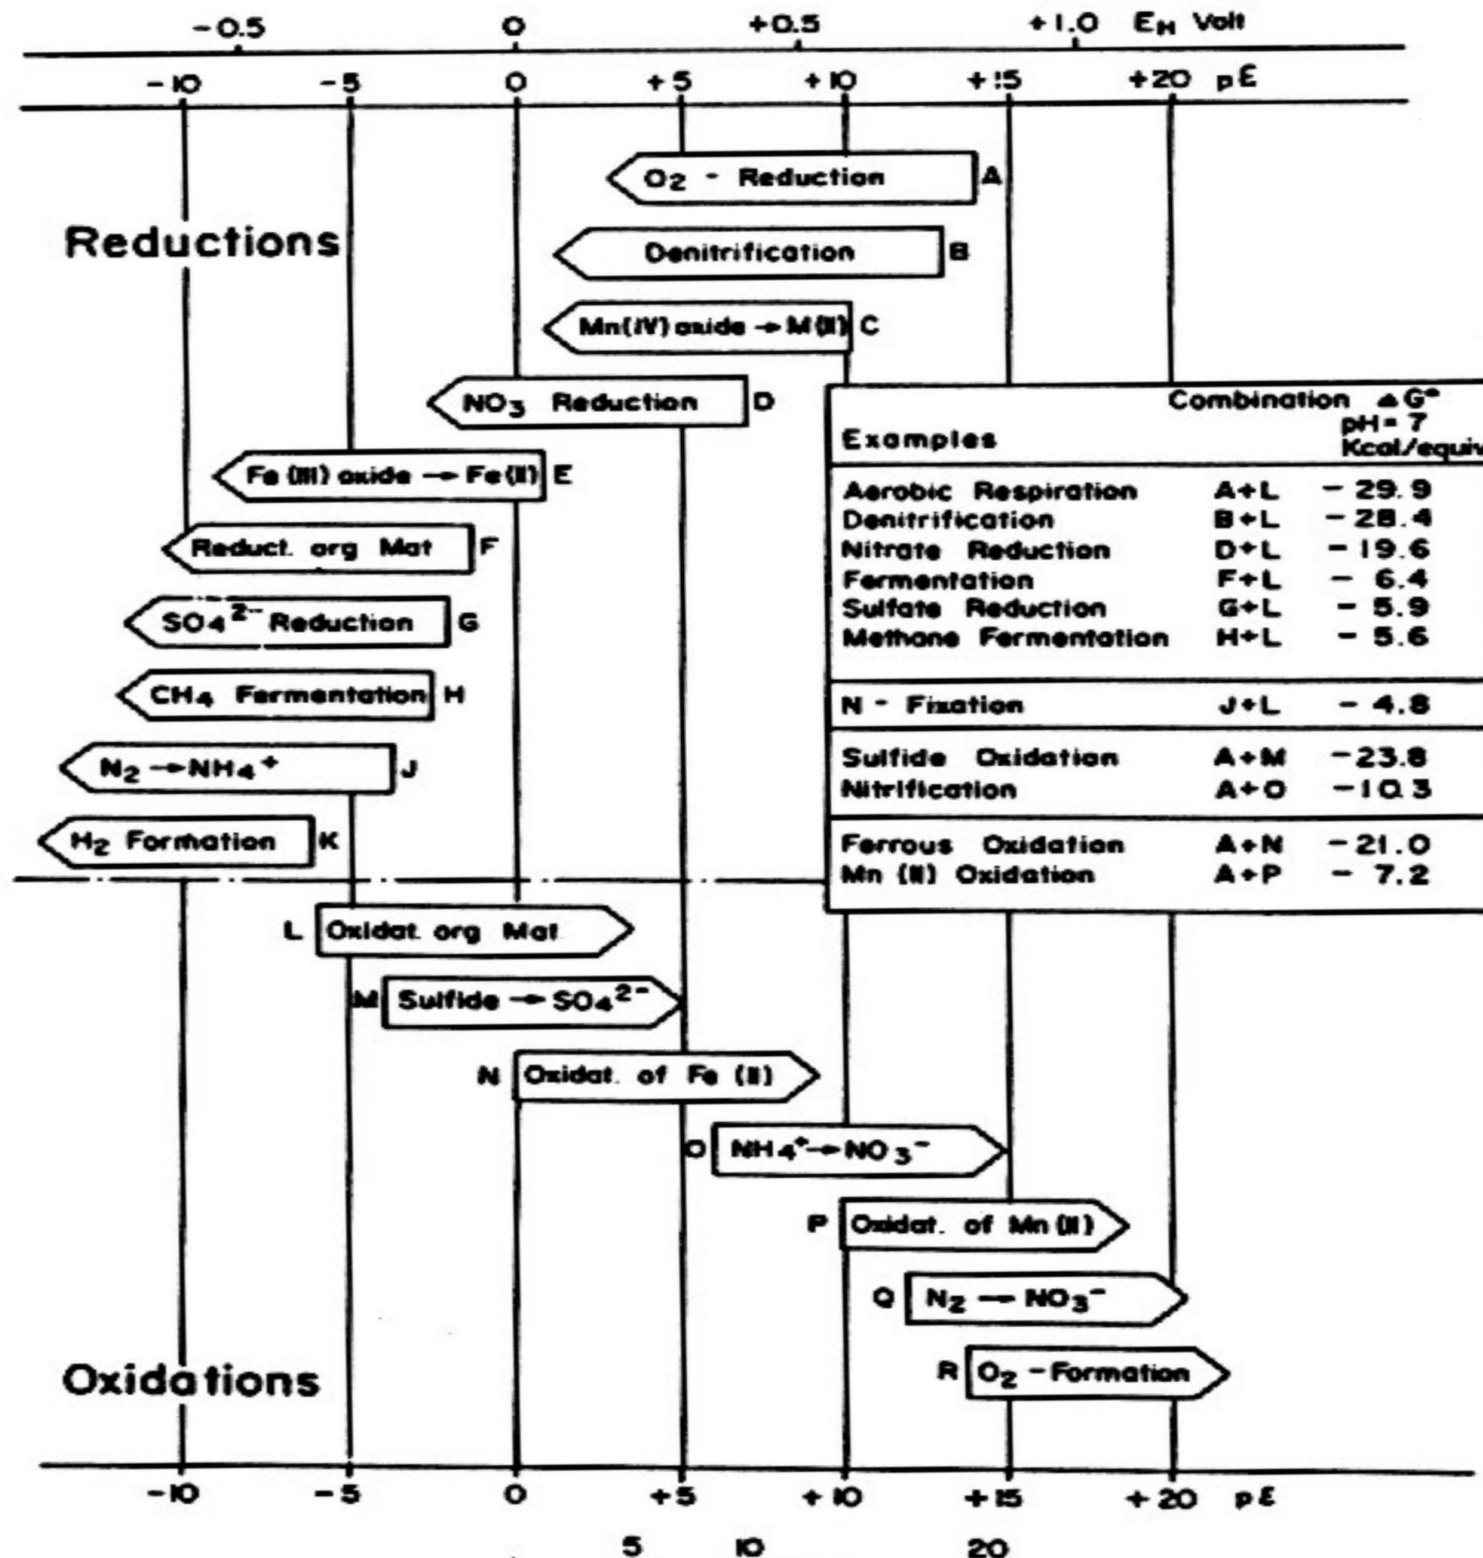 -0.5 0 +0.5 +1.0 EH Volt
-10 -5 0 +5 +10 +15 +20 pE
O2 - Reduction A
Reductions
Denitrification B
Mn(IV) oxide → M(II) C
NO3 Reduction D
Fe (III) oxide → Fe(II) E
Reduct. org Mat F
SO4 2- Reduction G
CH4 Fermentation H
N2 → NH4+ J
H2 Formation K
Combination ΔG°
pH = 7
Examples Kcal/equiv
Aerobic Respiration A+L - 29.9
Denitrification B+L - 28.4
Nitrate Reduction D+L - 19.6
Fermentation F+L - 6.4
Sulfate Reduction G+L - 5.9
Methane Fermentation H+L - 5.6
N - Fixation J+L - 4.8
Sulfide Oxidation A+M -23.8
Nitrification A+O -10.3
Ferrous Oxidation A+N -21.0
Mn (II) Oxidation A+P - 7.2
L Oxidat. org Mat
M Sulfide → SO4 2-
N Oxidat. of Fe (II)
O NH4+ → NO3-
P Oxidat. of Mn (II)
Q N2 → NO3-
R O2 - Formation
Oxidations
-10 -5 0 +5 +10 +15 +20 pE
5 10 20